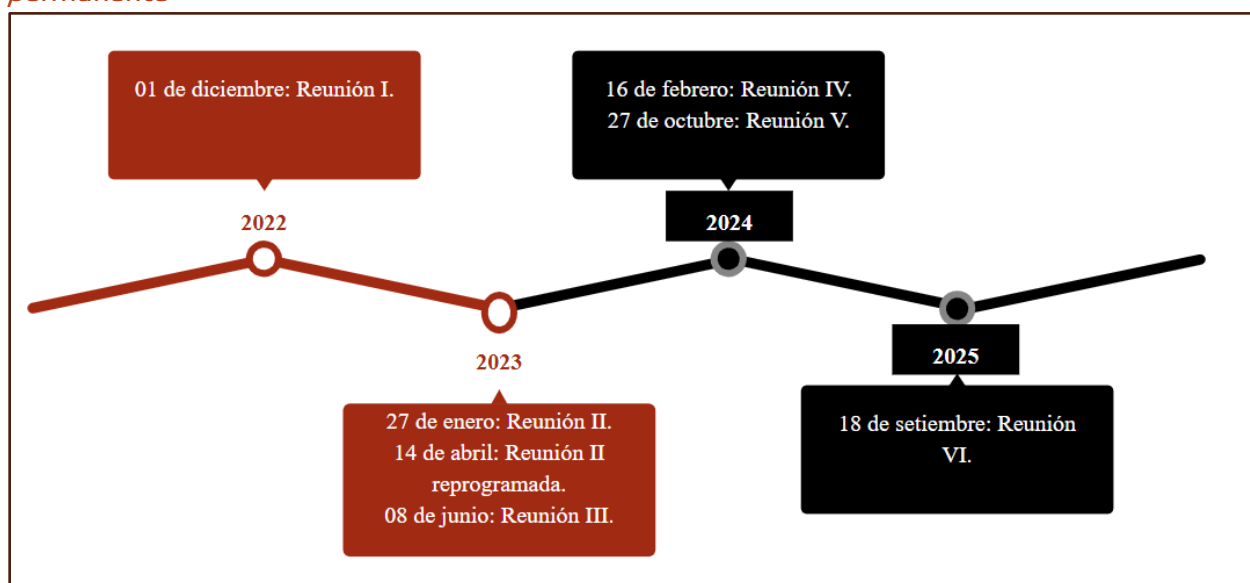 permanente
01 de diciembre: Reunión I.
2022
27 de enero: Reunión II.
14 de abril: Reunión II
reprogramada.
08 de junio: Reunión III.
2023
16 de febrero: Reunión IV.
27 de octubre: Reunión V.
2024
2025
18 de setiembre: Reunión
VI.